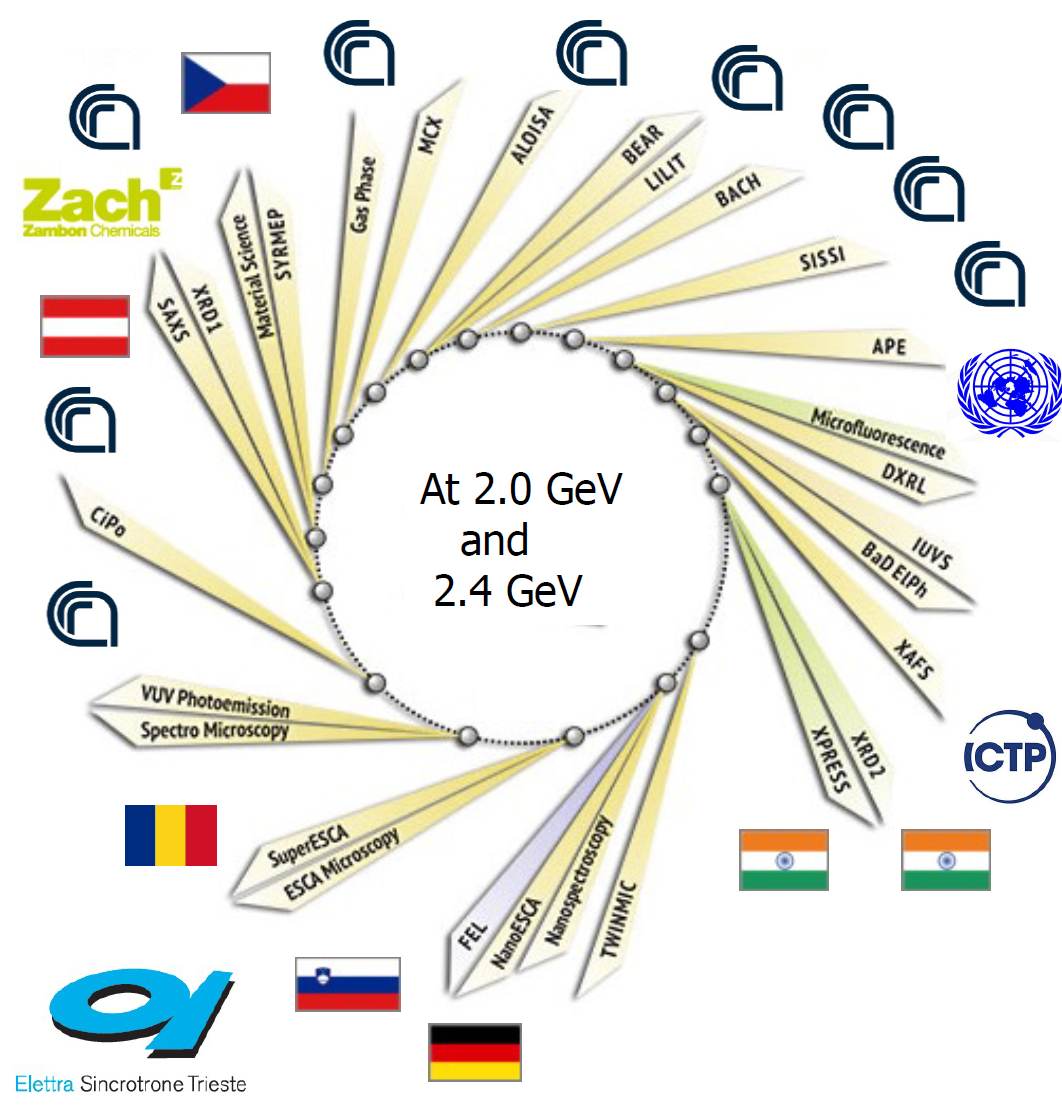 MCX
ALOISA
BEAR
LILIT
BACH
Gas Phase
Zach Z
Zambon Chemicals
Material Science
SYRMEP
SISSI
XRD1
SAXS
APE
Microfluorescence
DXRL
At 2.0 GeV
and
2.4 GeV
CiPo
IUVS
BaD ElPh
XAFS
VUV Photoemission
Spectro Microscopy
ICTP
XRD2
XPRESS
SuperESCA
ESCA Microscopy
FEL
NanoESCA
Nanospectroscopy
TWINMIC
Elettra Sincrotrone Trieste